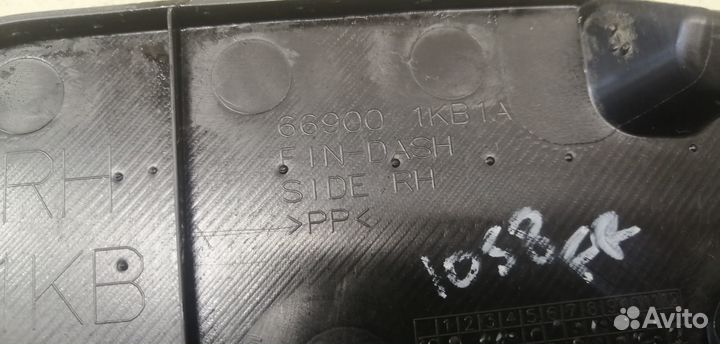 66900 1KB1A
FIN-DASH
SIDE RH
>PP<
RH
1KB
1038
1 2 3 4 5 6 7 8 9
Avito